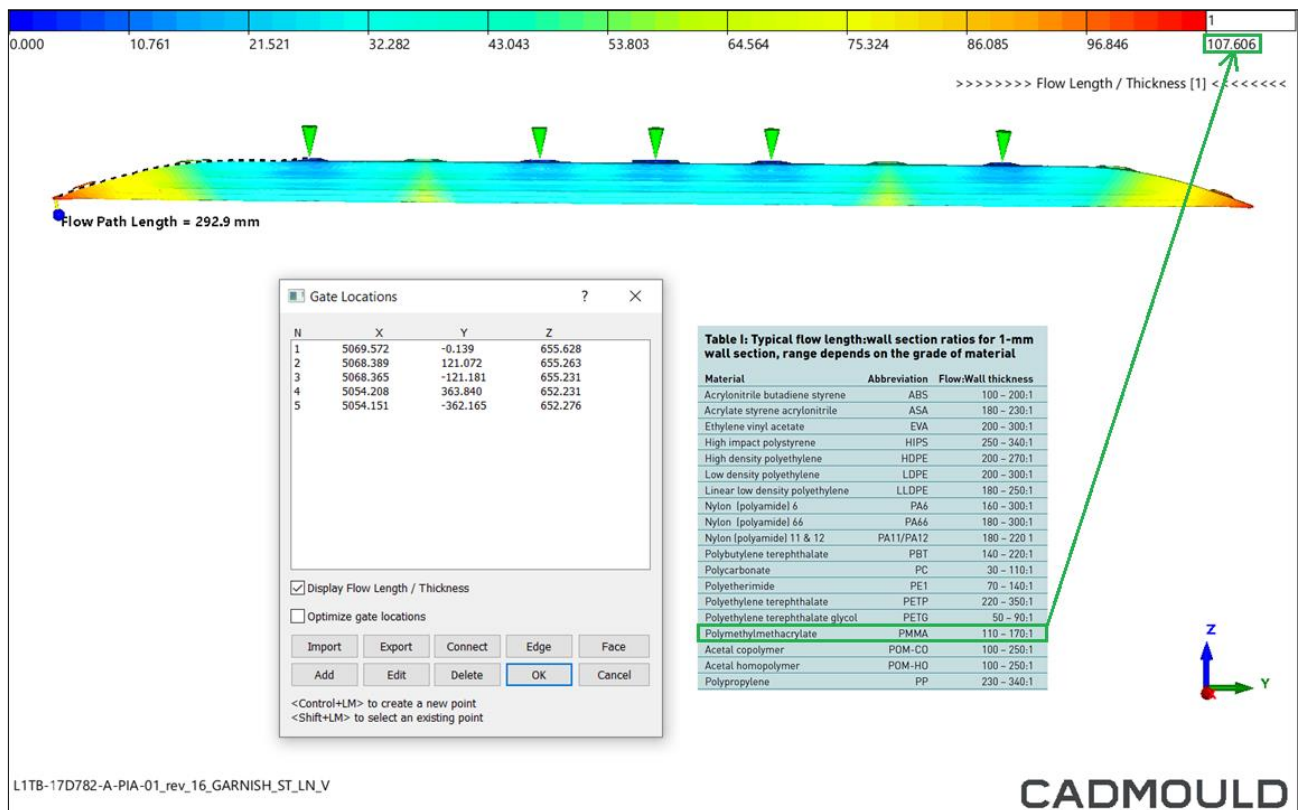 1
0.000 10.761 21.521 32.282 43.043 53.803 64.564 75.324 86.085 96.846 107.606
>>>>>>>> Flow Length / Thickness [1] <<<<<<<<
Flow Path Length = 292.9 mm
Gate Locations ? ×
N X Y Z
1 5069.572 -0.139 655.628
2 5068.389 121.072 655.263
3 5068.365 -121.181 655.231
4 5054.208 363.840 652.231
5 5054.151 -362.165 652.276
Display Flow Length / Thickness
Optimize gate locations
Import Export Connect Edge Face
Add Edit Delete OK Cancel
<Control+LM> to create a new point
<Shift+LM> to select an existing point
Table I: Typical flow length:wall section ratios for 1-mm
wall section, range depends on the grade of material
Material Abbreviation Flow:Wall thickness
Acrylonitrile butadiene styrene ABS 100 – 200:1
Acrylate styrene acrylonitrile ASA 180 – 230:1
Ethylene vinyl acetate EVA 200 – 300:1
High impact polystyrene HIPS 250 – 340:1
High density polyethylene HDPE 200 – 270:1
Low density polyethylene LDPE 200 – 300:1
Linear low density polyethylene LLDPE 180 – 250:1
Nylon (polyamide) 6 PA6 160 – 300:1
Nylon (polyamide) 66 PA66 180 – 300:1
Nylon (polyamide) 11 & 12 PA11/PA12 180 – 220 1
Polybutylene terephthalate PBT 140 – 220:1
Polycarbonate PC 30 – 110:1
Polyetherimide PE1 70 – 140:1
Polyethylene terephthalate PETP 220 – 350:1
Polyethylene terephthalate glycol PETG 50 – 90:1
Polymethylmethacrylate PMMA 110 – 170:1
Acetal copolymer POM-CO 100 – 250:1
Acetal homopolymer POM-HO 100 – 250:1
Polypropylene PP 230 – 340:1
Z
Y
L1TB-17D782-A-PIA-01_rev_16_GARNISH_ST_LN_V
CADMOULD